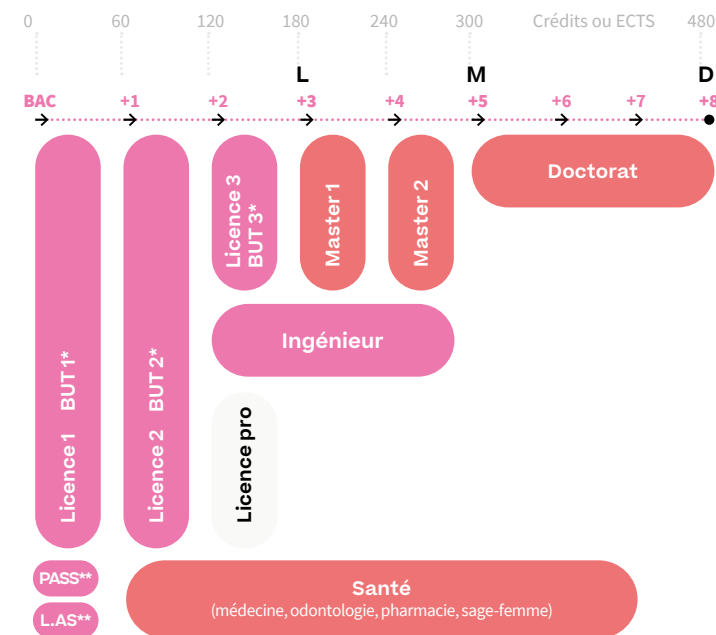 0 60 120 180 240 300 Crédits ou ECTS 480
L M D
BAC +1 +2 +3 +4 +5 +6 +7 +8
Licence 1 BUT 1*
Licence 2 BUT 2*
Licence 3
BUT 3*
Master 1
Master 2
Doctorat
Ingénieur
Licence pro
PASS**
L.AS**
Santé
(médecine, odontologie, pharmacie, sage-femme)